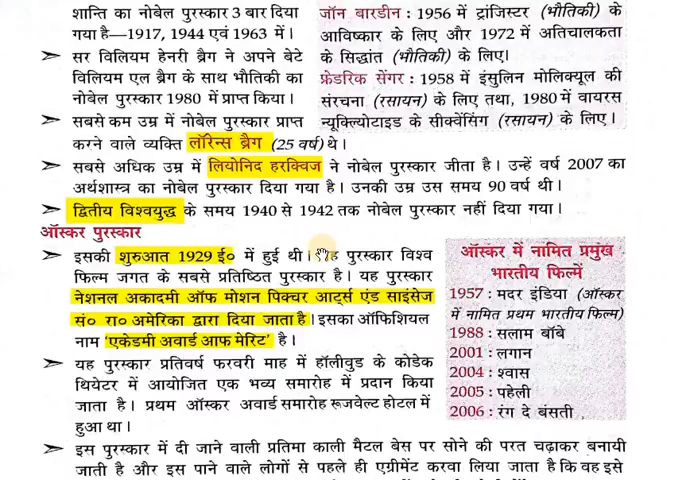 शान्ति का नोबेल पुरस्कार 3 बार दिया
गया है—1917, 1944 एवं 1963 में।
➢ सर विलियम हेनरी ब्रैग ने अपने बेटे
विलियम एल ब्रैग के साथ भौतिकी का
नोबेल पुरस्कार 1980 में प्राप्त किया।
➢ सबसे कम उम्र में नोबेल पुरस्कार प्राप्त
करने वाले व्यक्ति लॉरेन्स ब्रैग (25 वर्ष) थे।
जॉन बारडीन : 1956 में ट्रांजिस्टर (भौतिकी) के
आविष्कार के लिए और 1972 में अतिचालकता
के सिद्धांत (भौतिकी) के लिए।
फ्रेडरिक सेंगर : 1958 में इंसुलिन मोलिक्यूल की
संरचना (रसायन) के लिए तथा, 1980 में वायरस
न्यूक्लियोटाइड के सीक्वेंसिंग (रसायन) के लिए।
➢ सबसे अधिक उम्र में लियोनिद हरक्विज ने नोबेल पुरस्कार जीता है। उन्हें वर्ष 2007 का
अर्थशास्त्र का नोबेल पुरस्कार दिया गया है। उनकी उम्र उस समय 90 वर्ष थी।
➢ द्वितीय विश्वयुद्ध के समय 1940 से 1942 तक नोबेल पुरस्कार नहीं दिया गया।
ऑस्कर पुरस्कार
➢ इसकी शुरुआत 1929 ई० में हुई थी। यह पुरस्कार विश्व
फिल्म जगत के सबसे प्रतिष्ठित पुरस्कार है। यह पुरस्कार
नेशनल अकादमी ऑफ मोशन पिक्चर आर्ट्स एंड साइंसेज
सं० रा० अमेरिका द्वारा दिया जाता है। इसका ऑफिशियल
नाम 'एकेडमी अवार्ड आफ मेरिट' है।
➢ यह पुरस्कार प्रतिवर्ष फरवरी माह में हॉलीवुड के कोडेक
थियेटर में आयोजित एक भव्य समारोह में प्रदान किया
जाता है। प्रथम ऑस्कर अवार्ड समारोह रूजवेल्ट होटल में
हुआ था।
ऑस्कर में नामित प्रमुख
भारतीय फिल्में
1957 : मदर इंडिया (ऑस्कर
में नामित प्रथम भारतीय फिल्म)
1988 : सलाम बॉबे
2001 : लगान
2004 : श्वास
2005 : पहेली
2006 : रंग दे बंसती
➢ इस पुरस्कार में दी जाने वाली प्रतिमा काली मैटल बेस पर सोने की परत चढ़ाकर बनायी
जाती है और इस पाने वाले लोगों से पहले ही एग्रीमेंट करवा लिया जाता है कि वह इसे